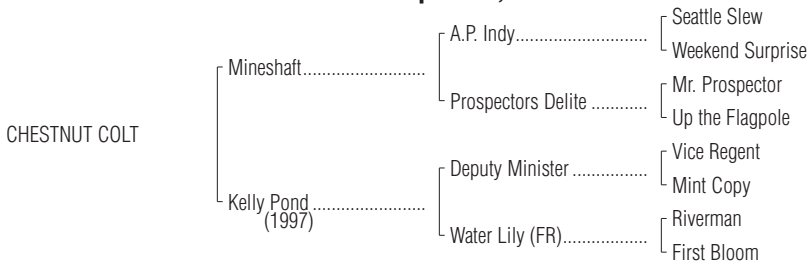 Seattle Slew
A.P. Indy..............................
Weekend Surprise
Mineshaft............................
Mr. Prospector
Prospectors Delite .............
Up the Flagpole
CHESTNUT COLT
Vice Regent
Deputy Minister .................
Mint Copy
Kelly Pond ..........................
(1997)
Riverman
Water Lily (FR)...................
First Bloom